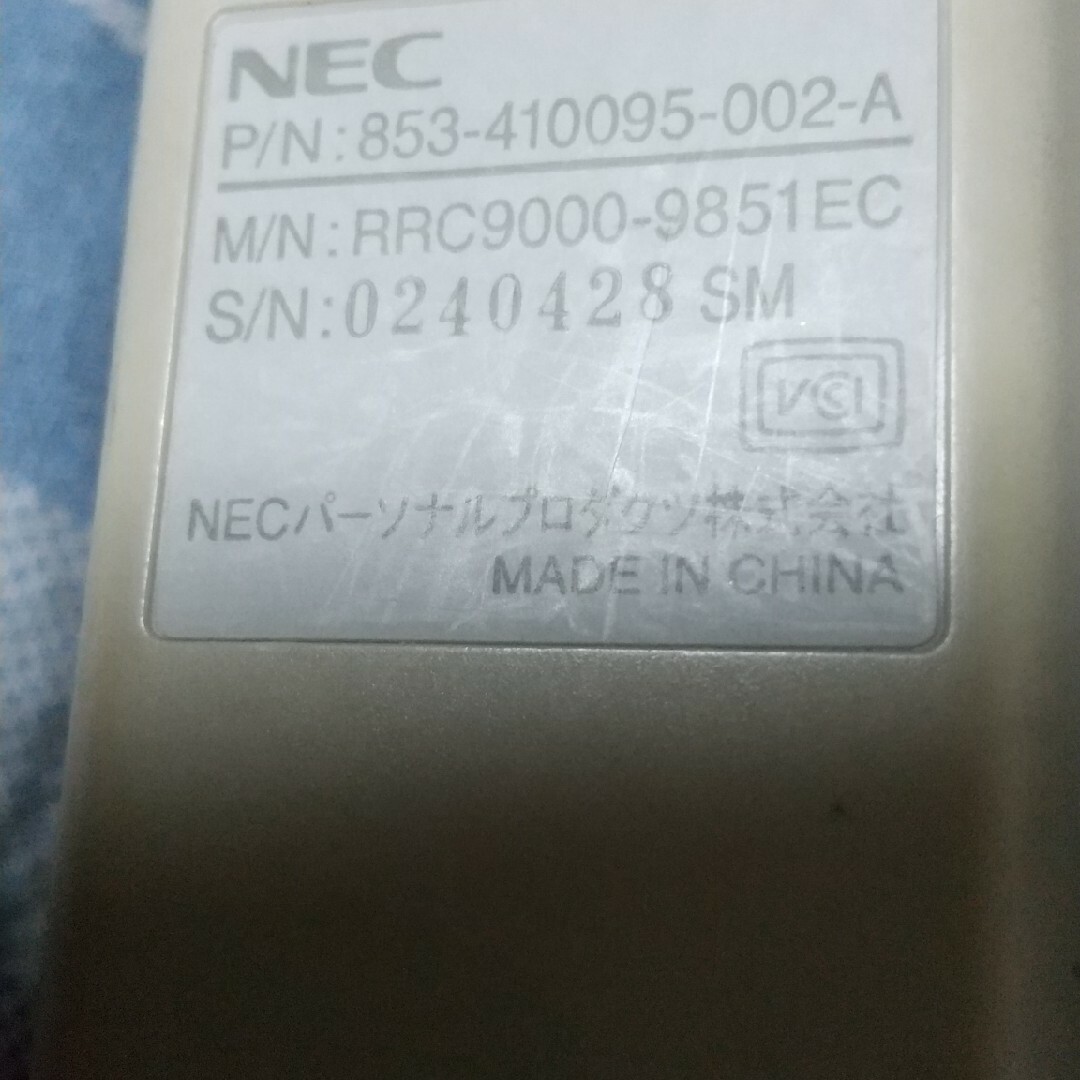 NEC
P/N:853-410095-002-A
M/N:RRC9000-9851EC
S/N:0240428 SM
VCI
NECパーソナルプロダクツ株式会社
MADE IN CHINA